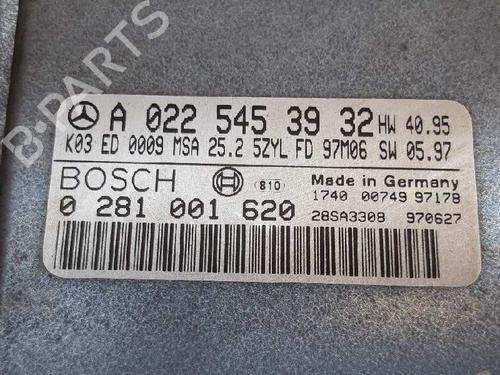 B-PARTS
A 022 545 39 32 HW 40.95
K03 ED 0009 MSA 25.2 5ZYL FD 97M06 SW 05.97
BOSCH 810 Made in Germany
1740 00749 97178
0 281 001 620 28SA3308 970627